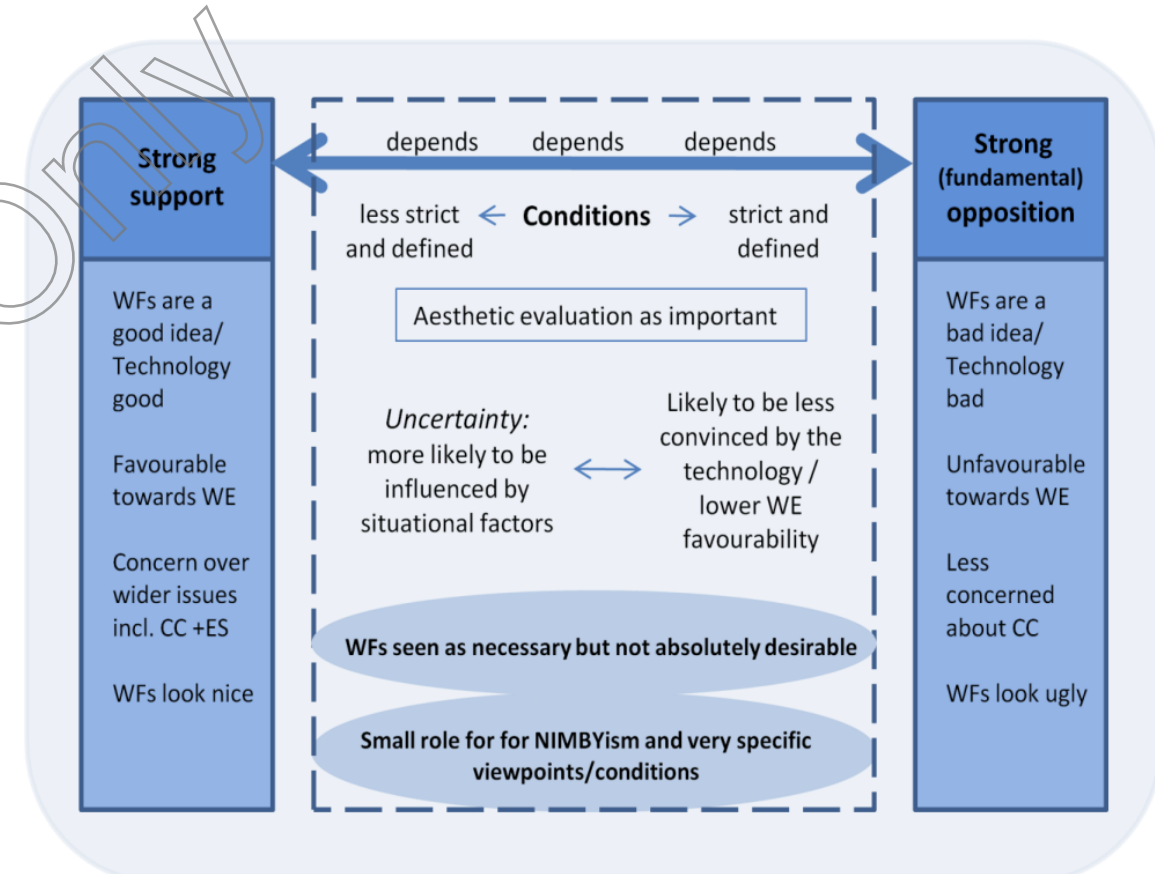 Only
Strong
support
WFs are a
good idea/
Technology
good
Favourable
towards WE
Concern over
wider issues
incl. CC +ES
WFs look nice
depends depends depends
less strict
and defined
Conditions
strict and
defined
Aesthetic evaluation as important
Uncertainty:
more likely to be
influenced by
situational factors
Likely to be less
convinced by the
technology /
lower WE
favourability
WFs seen as necessary but not absolutely desirable
Small role for for NIMBYism and very specific
viewpoints/conditions
Strong
(fundamental)
opposition
WFs are a
bad idea/
Technology
bad
Unfavourable
towards WE
Less
concerned
about CC
WFs look ugly